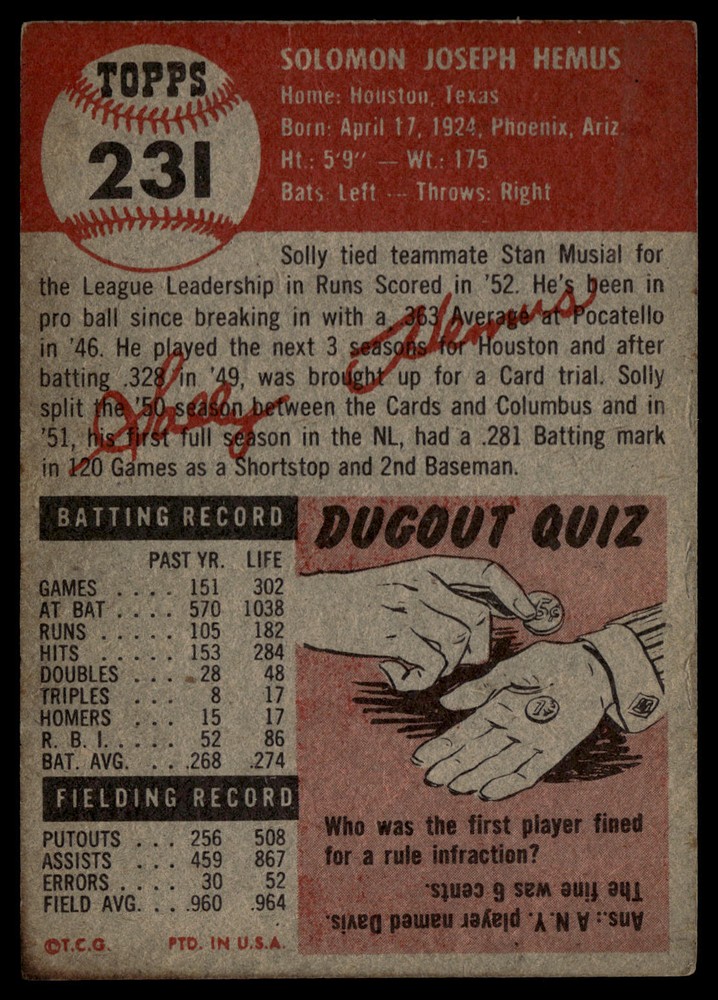 TOPPS
231
SOLOMON JOSEPH HEMUS
Home: Houston, Texas
Born: April 17, 1924, Phoenix, Ariz.
Ht.: 5'9" — Wt.: 175
Bats: Left — Throws: Right
Solly tied teammate Stan Musial for
the League Leadership in Runs Scored in '52. He's been in
pro ball since breaking in with a .363 Average at Pocatello
in '46. He played the next 3 seasons for Houston and after
batting .328 in '49, was brought up for a Card trial. Solly
split the '50 season between the Cards and Columbus and in
'51, his first full season in the NL, had a .281 Batting mark
in 120 Games as a Shortstop and 2nd Baseman.
Solly Hemus
BATTING RECORD
PAST YR. LIFE
GAMES .... 151 302
AT BAT .... 570 1038
RUNS ..... 105 182
HITS ..... 153 284
DOUBLES ... 28 48
TRIPLES ... 8 17
HOMERS ... 15 17
R. B. I. .... 52 86
BAT. AVG. ... .268 .274
FIELDING RECORD
PUTOUTS ... 256 508
ASSISTS ... 459 867
ERRORS .... 30 52
FIELD AVG. .. .960 .964
©T.C.G. PTD. IN U.S.A.
DUGOUT QUIZ
5¢
1¢
Who was the first player fined
for a rule infraction?
Ans.: A N.Y. player named Davis.
The fine was 6 cents.